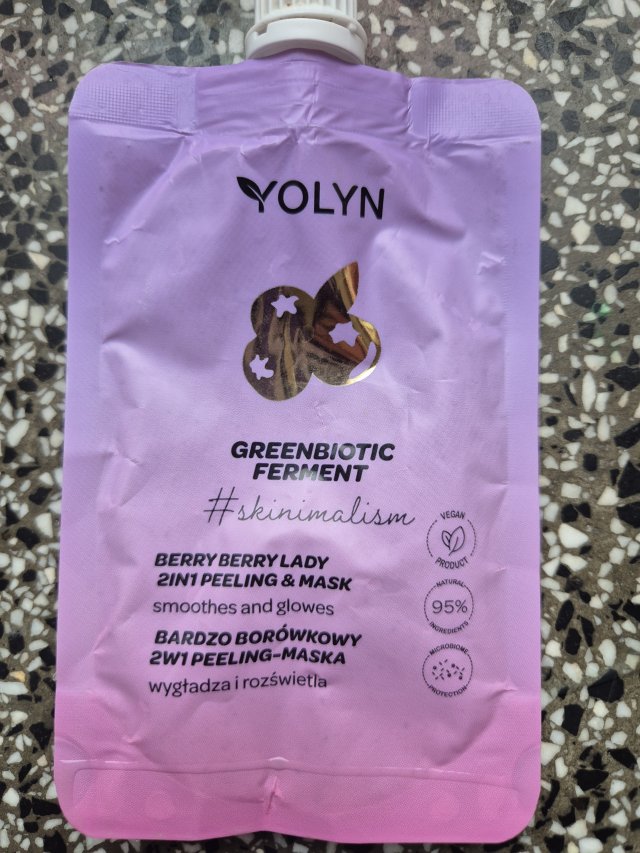 YOLYN
GREENBIOTIC
FERMENT
#skinimalism
BERRY BERRY LADY
2IN1 PEELING & MASK
smoothes and glowes
BARDZO BORÓWKOWY
2W1 PEELING-MASKA
wygładza i rozświetla
VEGAN
PRODUCT
NATURAL
95%
INGREDIENTS
MICROBIOME
PROTECTION